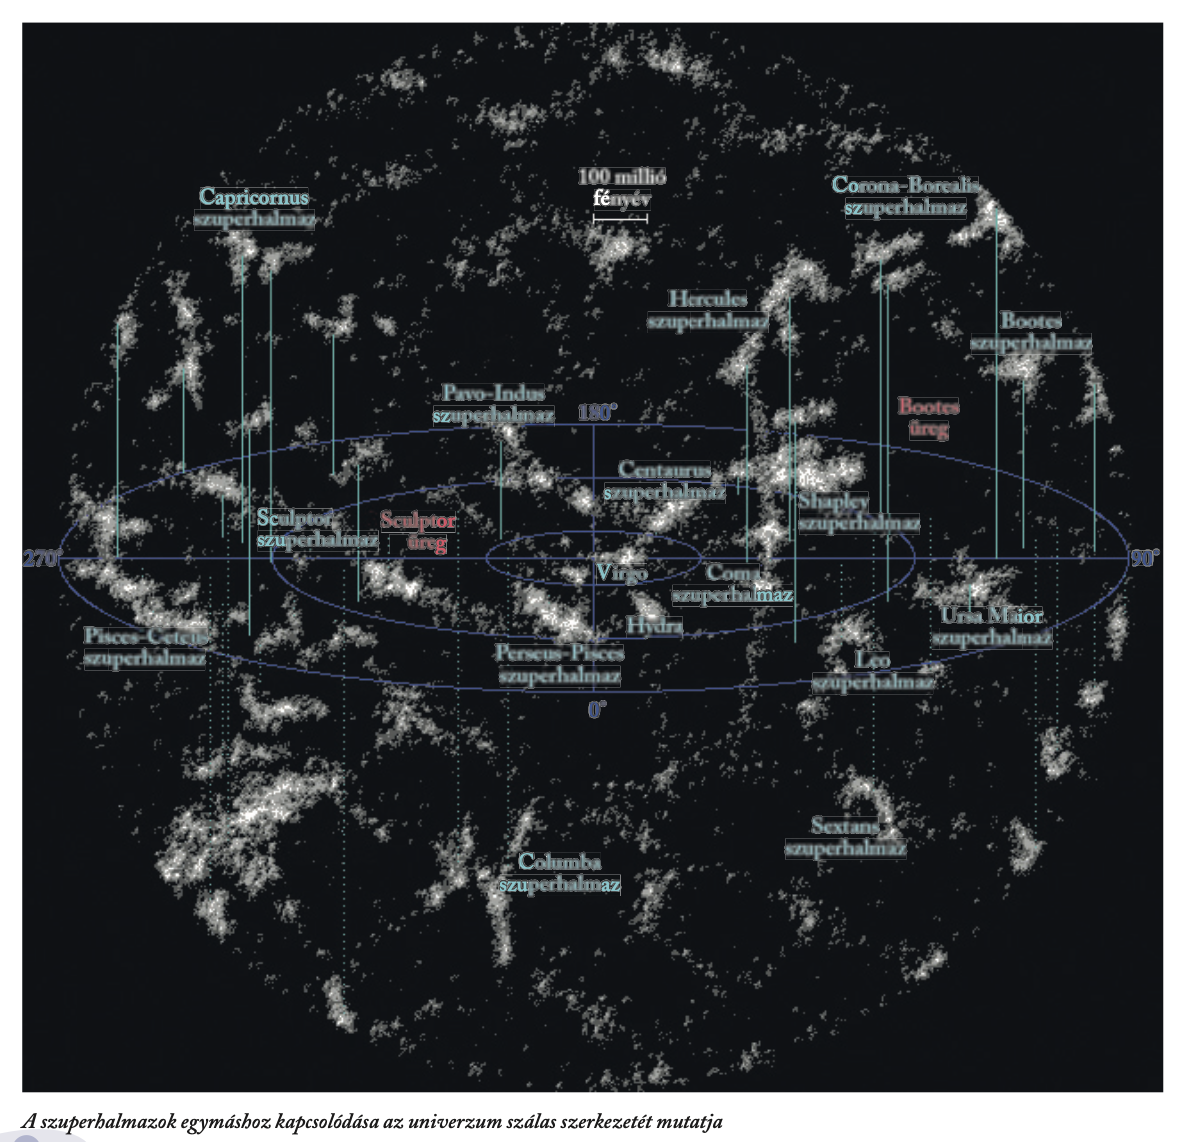 Capricornus
szuperhalmaz
100 millió
fényév
Corona-Borealis
szuperhalmaz
Hercules
szuperhalmaz
Bootes
szuperhalmaz
Pavo-Indus
szuperhalmaz
180°
Bootes
üreg
Centaurus
szuperhalmaz
Shapley
szuperhalmaz
Sculptor
szuperhalmaz
Sculptor
üreg
270°
90°
Virgo
Coma
szuperhalmaz
Hydra
Ursa Maior
szuperhalmaz
Pisces-Cetus
szuperhalmaz
Perseus-Pisces
szuperhalmaz
Leo
szuperhalmaz
0°
Sextans
szuperhalmaz
Columba
szuperhalmaz
A szuperhalmazok egymáshoz kapcsolódása az univerzum szálas szerkezetét mutatja